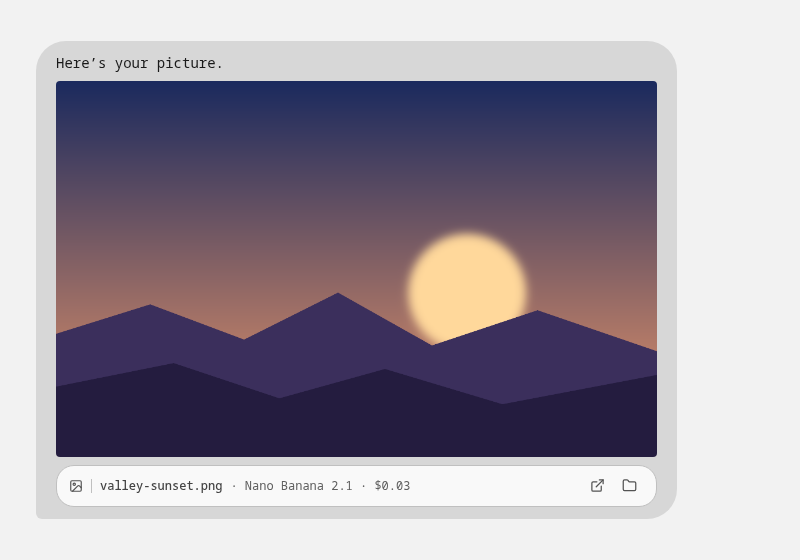 Here’s your picture.
valley-sunset.png · Nano Banana 2.1 · $0.03